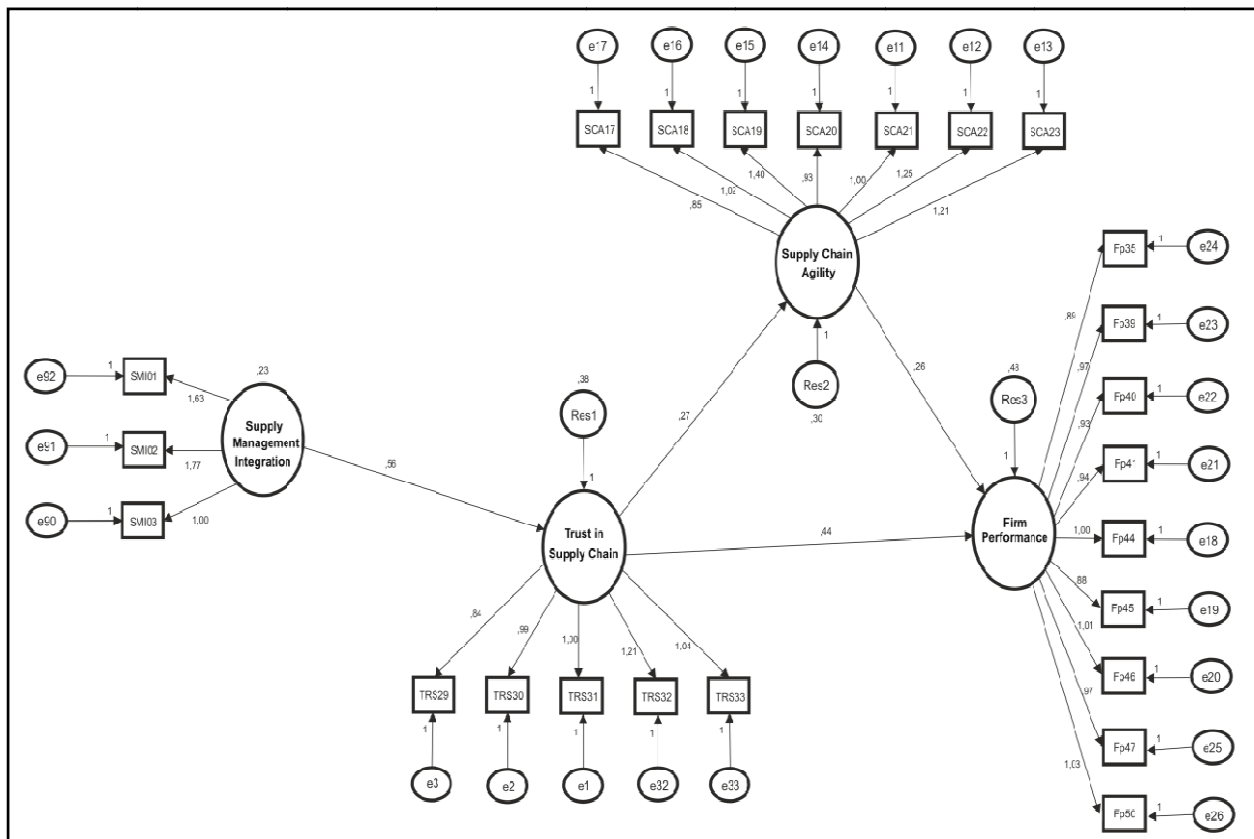 e17 e16 e15 e14 e11 e12 e13
1 1 1 1 1 1 1
SCA17 SCA18 SCA19 SCA20 SCA21 SCA22 SCA23
,85 1,02 1,40 ,93 1,00 1,25 1,21
Supply Chain
Agility
1
Res2
,30
,27
,26
,23
e92 1 SMI01
1,63
e91 1 SMI02
1,77
e90 1 SMI03
1,00
Supply
Management
Integration
,56
,38
Res1
1
Trust in
Supply Chain
,44
,84 ,99 1,00 1,21 1,04
TRS29 TRS30 TRS31 TRS32 TRS33
1 1 1 1 1
e3 e2 e1 e32 e33
,48
Res3
1
Firm
Performance
,89 Fp35 1 e24
,97 Fp39 1 e23
,93 Fp40 1 e22
,94 Fp41 1 e21
1,00 Fp44 1 e18
,88 Fp45 1 e19
1,01 Fp46 1 e20
,97 Fp47 1 e25
1,03 Fp50 1 e26